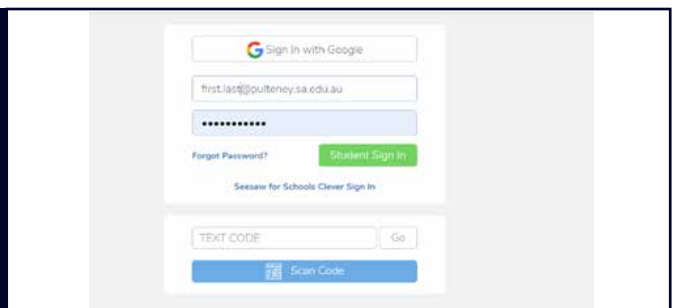 Sign In with Google
first.last@pulteney.sa.edu.au
•••••••••••
Forgot Password?
Student Sign In
Seesaw for Schools Clever Sign In
TEXT CODE
Go
Scan Code